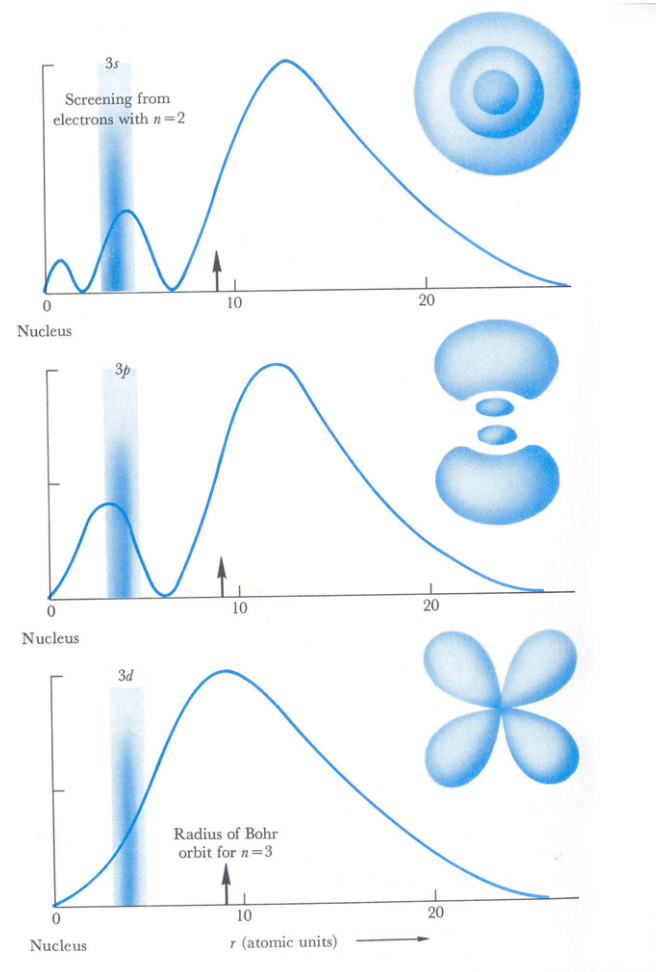 3s
Screening from
electrons with n=2
0
10
20
Nucleus
3p
0
10
20
Nucleus
3d
Radius of Bohr
orbit for n=3
0
10
20
Nucleus
r (atomic units)